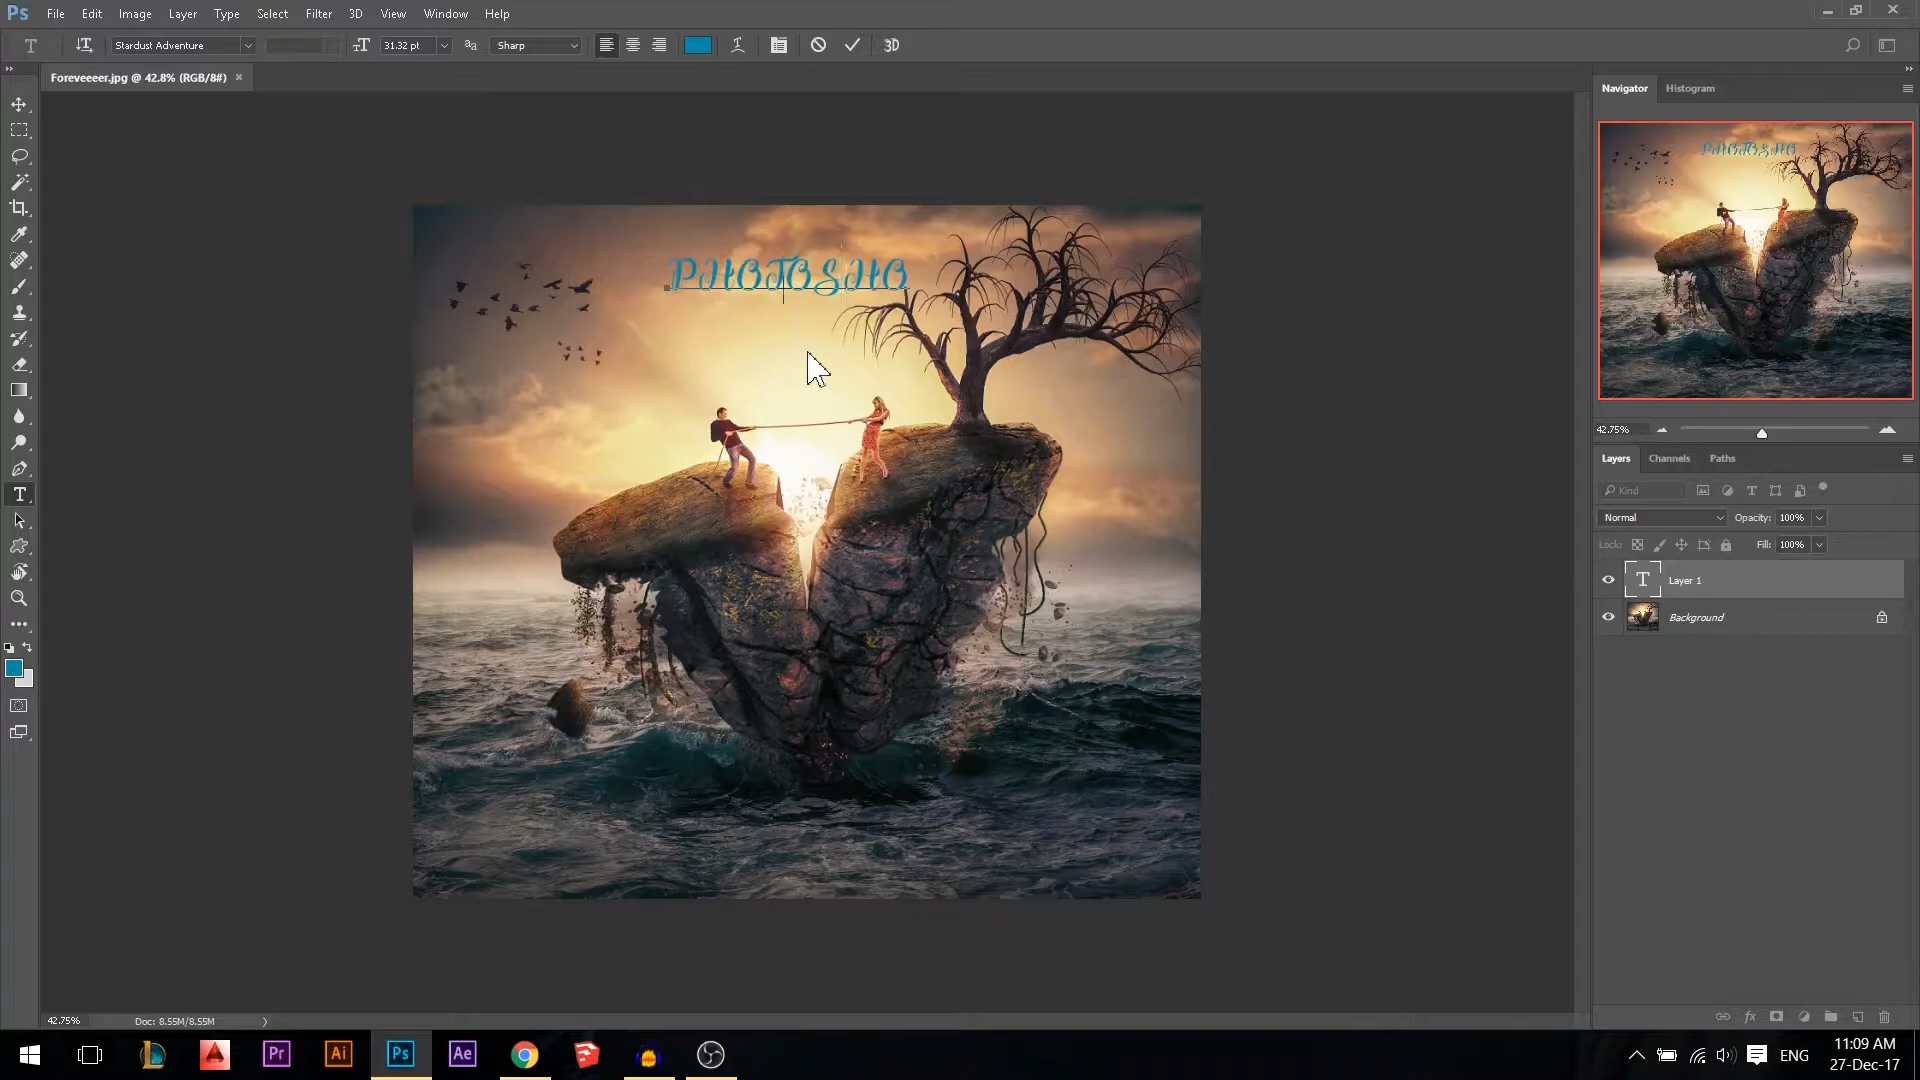 Ps File Edit Image Layer Type Select Filter 3D View Window Help
T Stardust Adventure 31.32 pt aa Sharp 3D
Foreveeeer.jpg @ 42.8% (RGB/8#) ×
PHOTOSHO
Navigator Histogram
PHOTOSHO
42.75%
Layers Channels Paths
Kind T
Normal Opacity: 100%
Lock: Fill: 100%
T Layer 1
Background
fx
42.75% Doc: 8.55M/8.55M
Pr Ai Ps Ae
ENG
11:09 AM
27-Dec-17